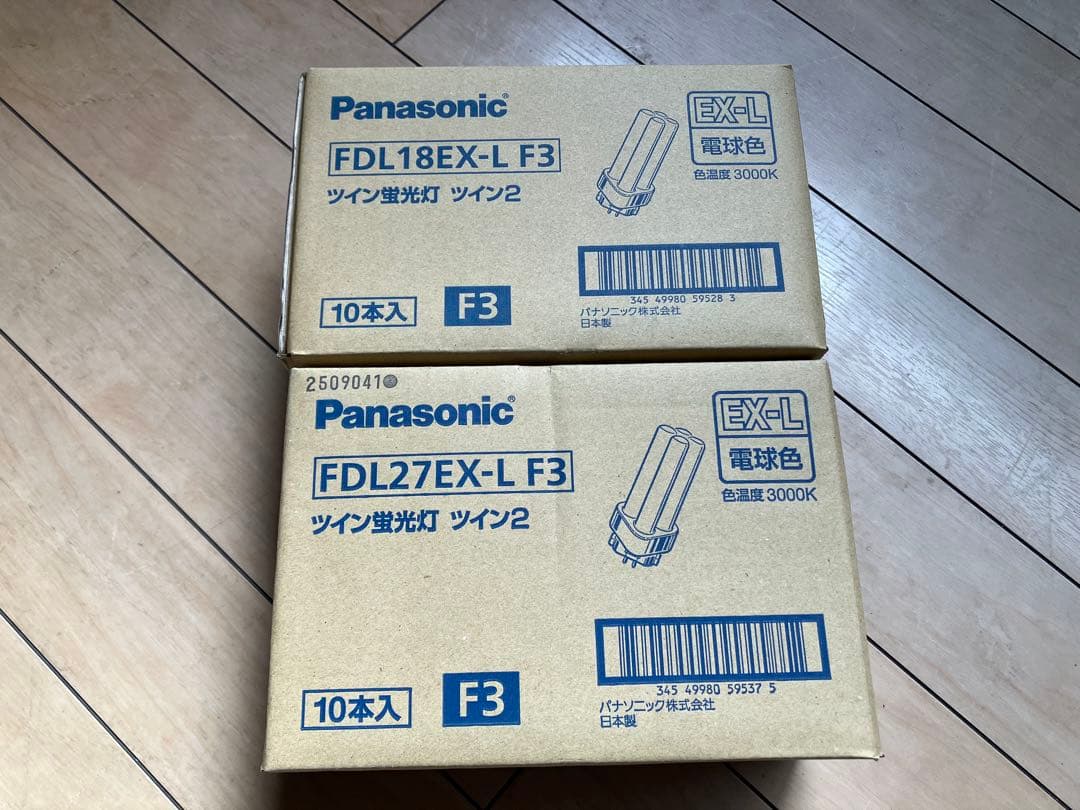 Panasonic®
FDL18EX-L F3
ツイン蛍光灯 ツイン2
EX-L
電球色
色温度 3000K
10本入
F3
345 49980 59528 3
パナソニック株式会社
日本製
2509041
Panasonic®
FDL27EX-L F3
ツイン蛍光灯 ツイン2
EX-L
電球色
色温度 3000K
10本入
F3
345 49980 59537 5
パナソニック株式会社
日本製